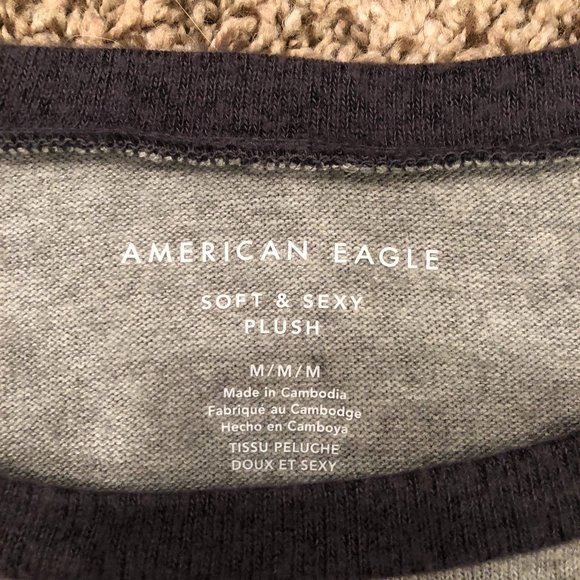 AMERICAN EAGLE
SOFT & SEXY
PLUSH
M/M/M
Made in Cambodia
Fabriqué au Cambodge
Hecho en Camboya
TISSU PELUCHE
DOUX ET SEXY